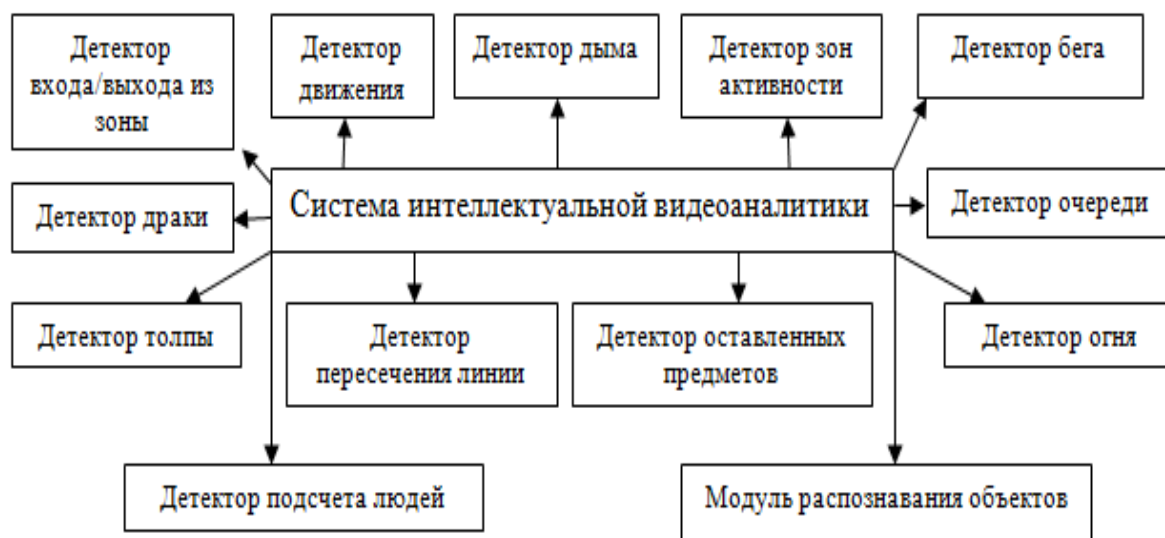 Детектор
входа/выхода из
зоны
Детектор
движения
Детектор дыма
Детектор зон
активности
Детектор бега
Детектор драки
Система интеллектуальной видеоаналитики
Детектор очереди
Детектор толпы
Детектор
пересечения линии
Детектор оставленных
предметов
Детектор огня
Детектор подсчета людей
Модуль распознавания объектов